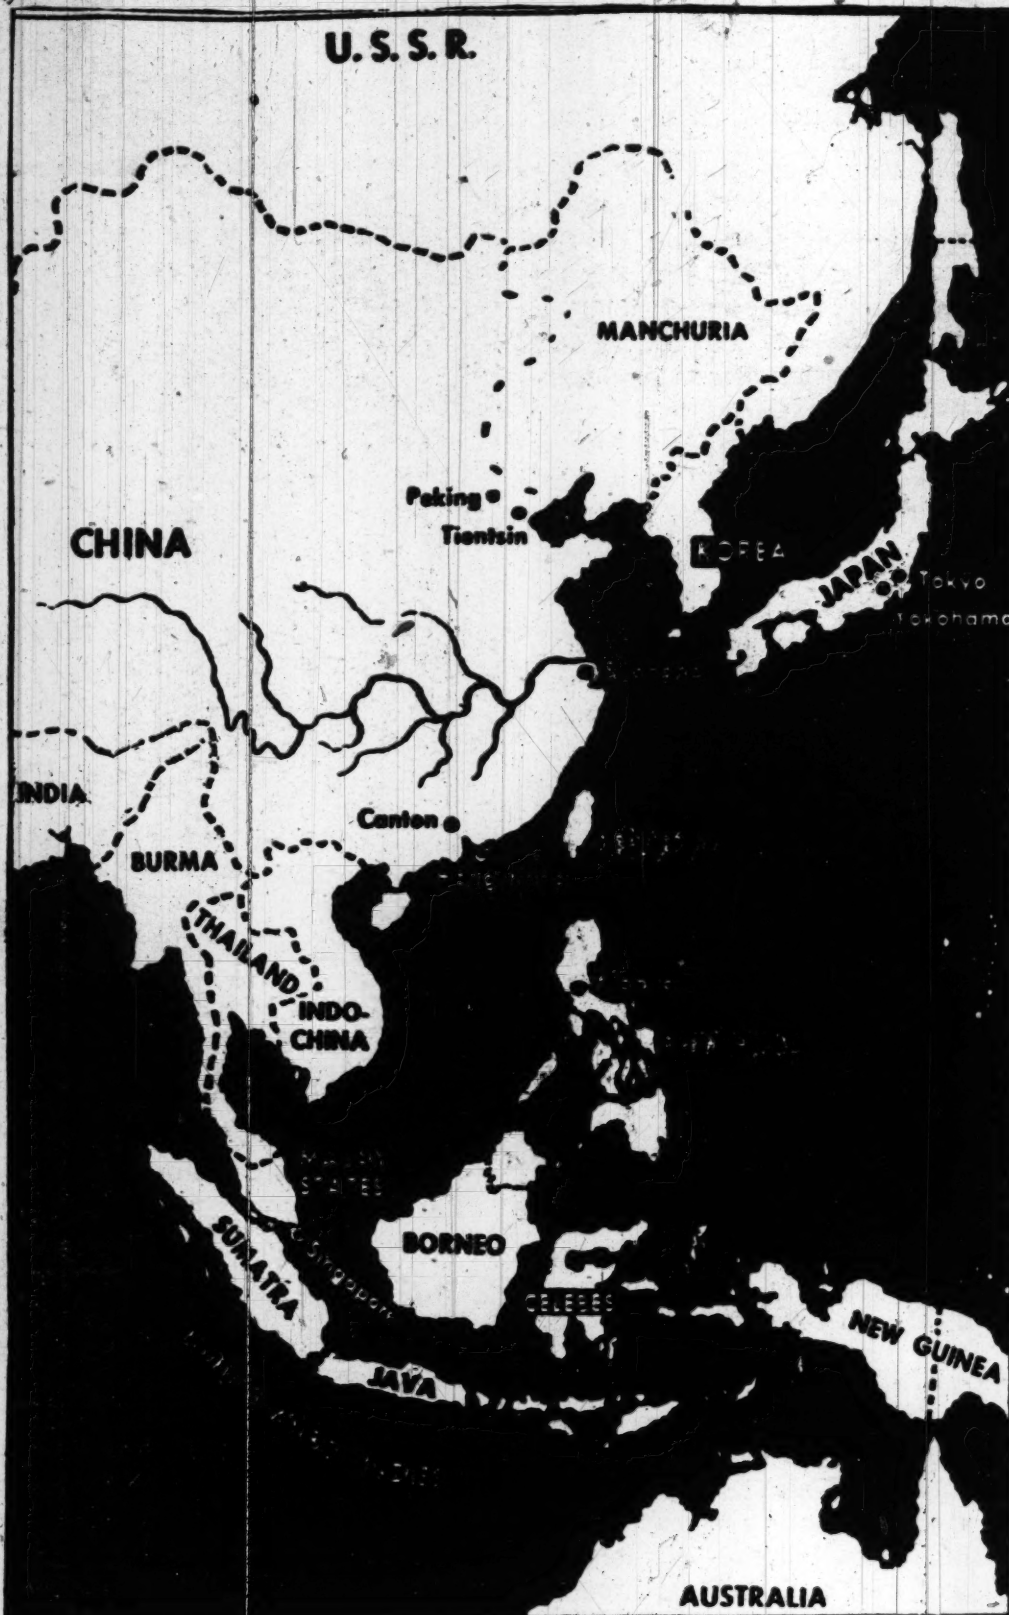 U.S.S.R.
MANCHURIA
Peking
Tientsin
CHINA
KOREA
JAPAN
Tokyo
Yokohama
INDIA
Canton
BURMA
THAILAND
INDO-
CHINA
STATES
Singapore
SUMATRA
BORNEO
CELEBES
NEW GUINEA
JAVA
AUSTRALIA